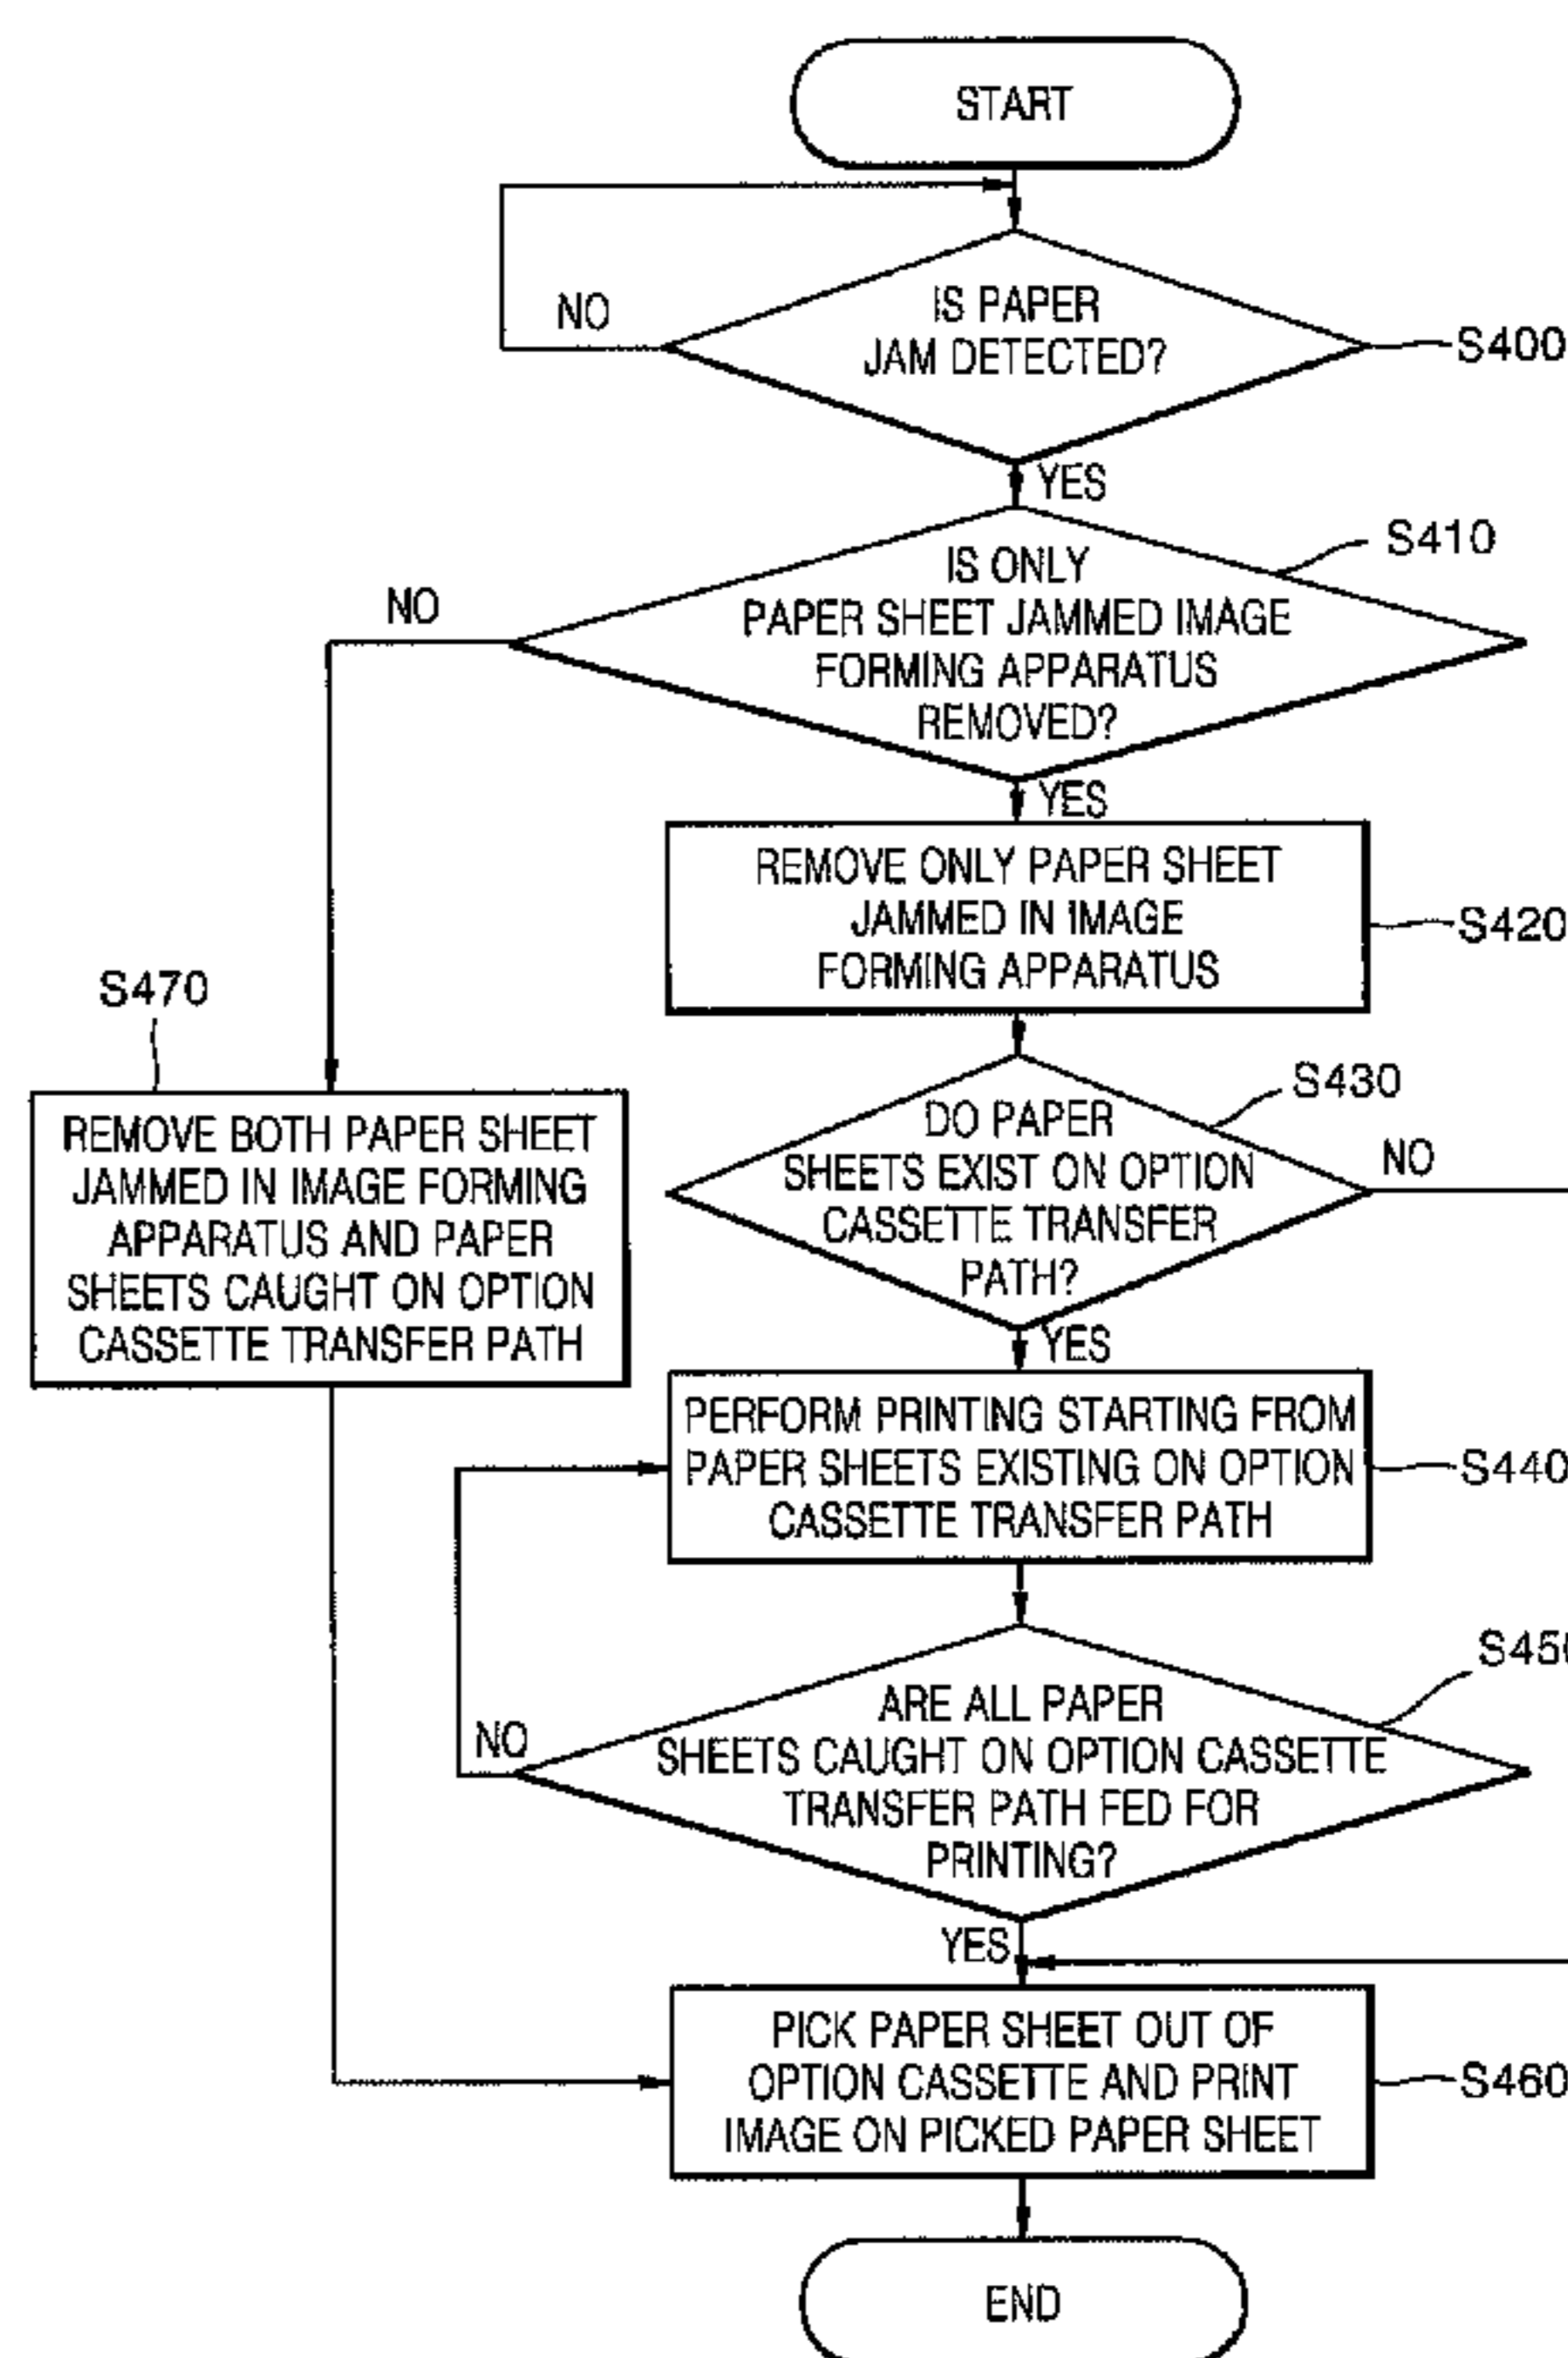 START
NO
IS PAPER
JAM DETECTED?
S400
YES
S410
IS ONLY
NO
PAPER SHEET JAMMED IMAGE
FORMING APPARATUS
REMOVED?
YES
REMOVE ONLY PAPER SHEET
JAMMED IN IMAGE
FORMING APPARATUS
S420
S470
REMOVE BOTH PAPER SHEET
JAMMED IN IMAGE FORMING
APPARATUS AND PAPER
SHEETS CAUGHT ON OPTION
CASSETTE TRANSFER PATH
S430
DO PAPER
SHEETS EXIST ON OPTION
CASSETTE TRANSFER
PATH?
NO
YES
PERFORM PRINTING STARTING FROM
PAPER SHEETS EXISTING ON OPTION
CASSETTE TRANSFER PATH
S440
S450
ARE ALL PAPER
SHEETS CAUGHT ON OPTION CASSETTE
TRANSFER PATH FED FOR
PRINTING?
NO
YES
PICK PAPER SHEET OUT OF
OPTION CASSETTE AND PRINT
IMAGE ON PICKED PAPER SHEET
S460
END